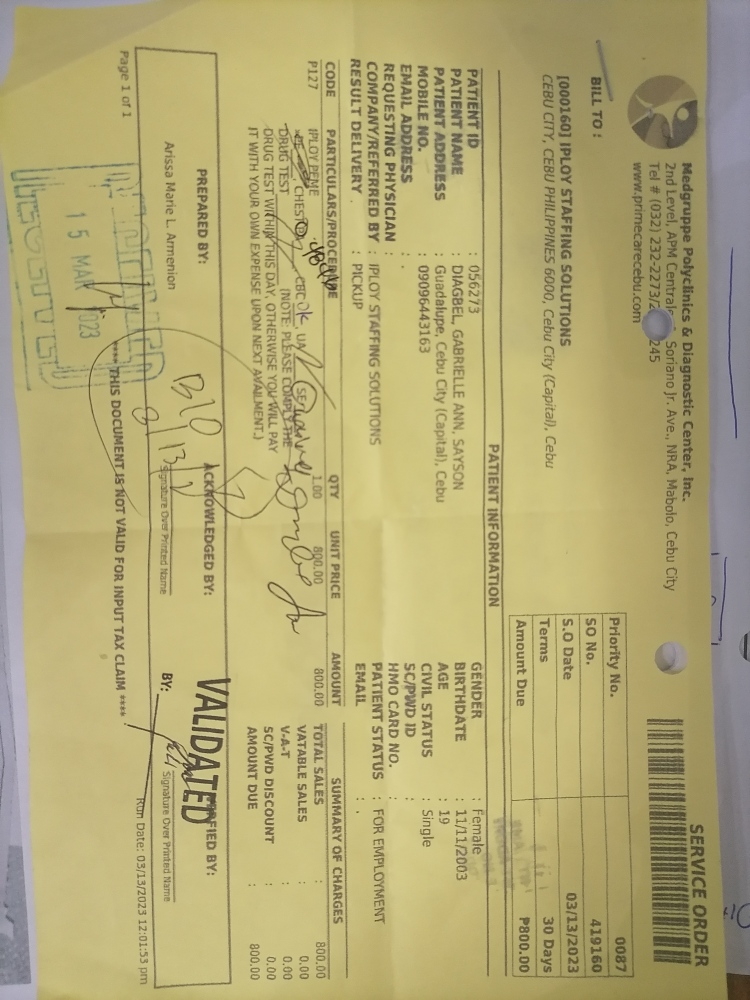 Medgruppe Polyclinics & Diagnostic Center, Inc.
2nd Level, APM Centrale, Soriano Jr. Ave., NRA, Mabolo, Cebu City
Tel # (032) 232-2273/ 245
www.primecarecebu.com
SERVICE ORDER
BILL TO :
[000160] IPLOY STAFFING SOLUTIONS
CEBU CITY, CEBU PHILIPPINES 6000, Cebu City (Capital), Cebu
Priority No. 0087
SO No. 419160
S.O Date 03/13/2023
Terms 30 Days
Amount Due ₱800.00
PATIENT INFORMATION
PATIENT ID : 056273
PATIENT NAME : DIAGBEL, GABRIELLE ANN, SAYSON
PATIENT ADDRESS : Guadalupe, Cebu City (Capital), Cebu
MOBILE NO. : 09096443163
EMAIL ADDRESS : .
REQUESTING PHYSICIAN :
COMPANY/REFERRED BY : IPLOY STAFFING SOLUTIONS
RESULT DELIVERY : PICKUP
GENDER : Female
BIRTHDATE : 11/11/2003
AGE : 19
CIVIL STATUS : Single
SC/PWD ID :
HMO CARD NO. :
PATIENT STATUS : FOR EMPLOYMENT
EMAIL : .
CODE PARTICULARS/PROCEDURE QTY UNIT PRICE AMOUNT
P127 IPLOY PEME 1.00 800.00 800.00
CHEST CBC OK UA
DRUG TEST (NOTE: PLEASE COMPLY THE
DRUG TEST WITHIN THIS DAY, OTHERWISE YOU WILL PAY
IT WITH YOUR OWN EXPENSE UPON NEXT AVAILMENT.)
SUMMARY OF CHARGES
TOTAL SALES : 800.00
VATABLE SALES : 0.00
V-A-T : 0.00
SC/PWD DISCOUNT : 0.00
AMOUNT DUE : 800.00
PREPARED BY:
Arissa Marie L. Armenion
ACKNOWLEDGED BY:
Signature Over Printed Name
VALIDATED
BY:
Signature Over Printed Name
15 MAR 2023
**** THIS DOCUMENT IS NOT VALID FOR INPUT TAX CLAIM ****
Page 1 of 1
Run Date: 03/13/2023 12:01:53 pm